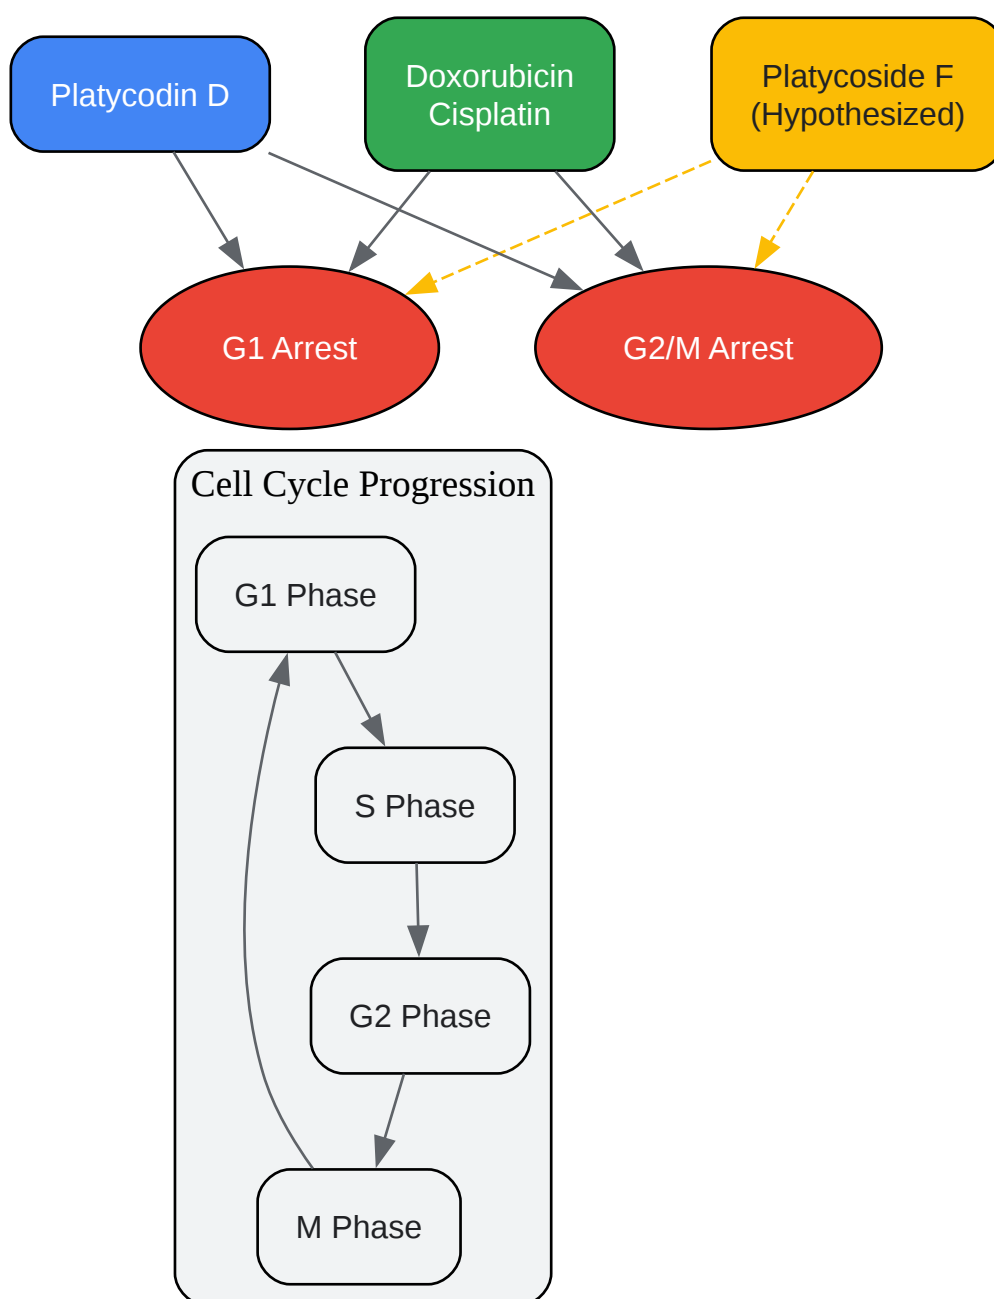 Platycodin D
Doxorubicin
Cisplatin
Platycoside F
(Hypothesized)
G1 Arrest
G2/M Arrest
Cell Cycle Progression
G1 Phase
S Phase
G2 Phase
M Phase